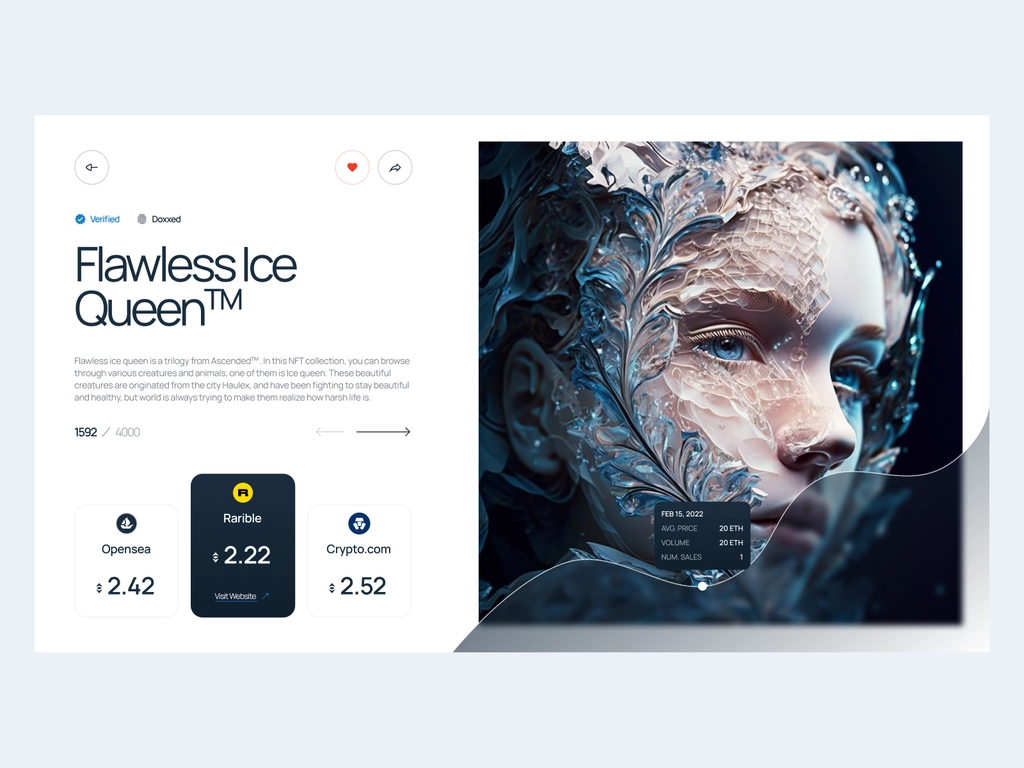 Verified
Doxxed
Flawless Ice
Queen™
Flawless ice queen is a trilogy from Ascended™. In this NFT collection, you can browse
through various creatures and animals, one of them is Ice queen. These beautiful
creatures are originated from the city Haulex, and have been fighting to stay beautiful
and healthy, but world is always trying to make them realize how harsh life is.
1592 / 4000
Opensea
2.42
R
Rarible
2.22
Visit Website
Crypto.com
2.52
FEB 15, 2022
AVG. PRICE 20 ETH
VOLUME 20 ETH
NUM. SALES 1